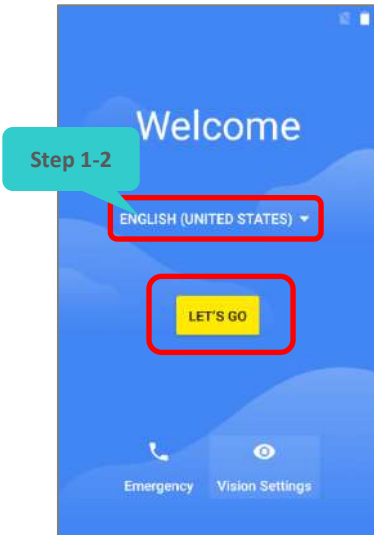 Welcome
Step 1-2
ENGLISH (UNITED STATES)
LET'S GO
Emergency
Vision Settings